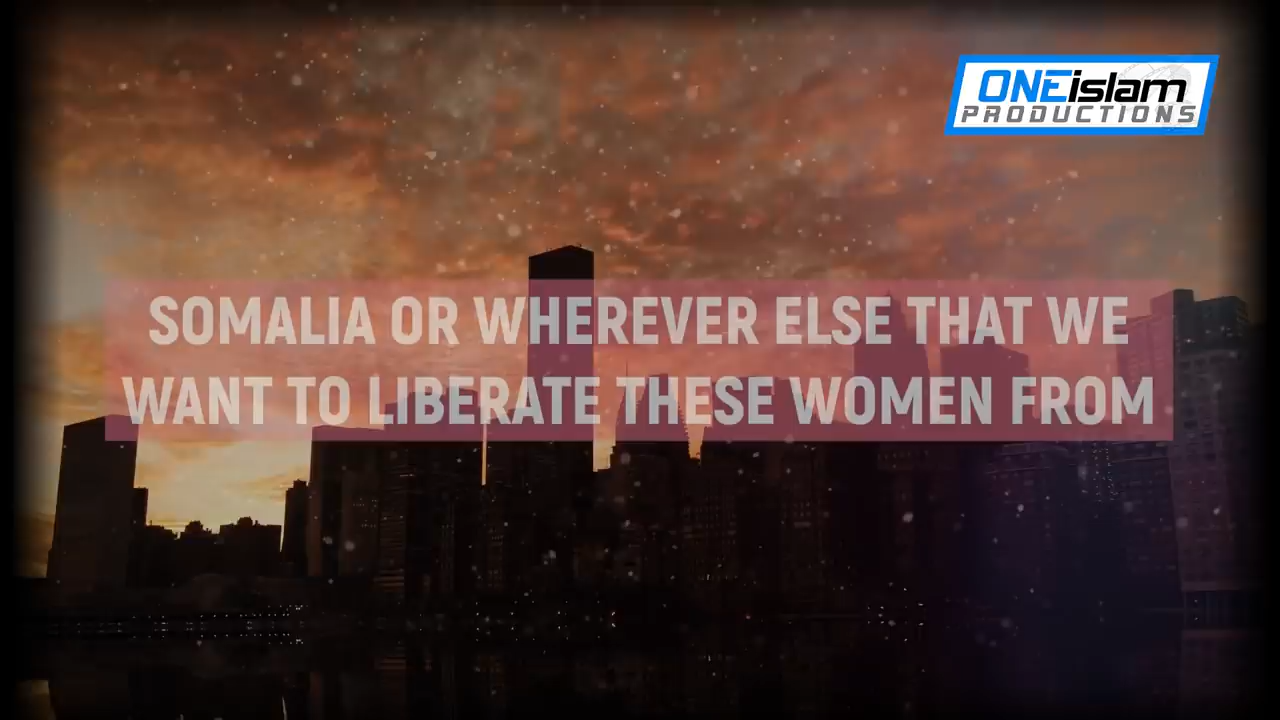 ONEislam
PRODUCTIONS
SOMALIA OR WHEREVER ELSE THAT WE
WANT TO LIBERATE THESE WOMEN FROM